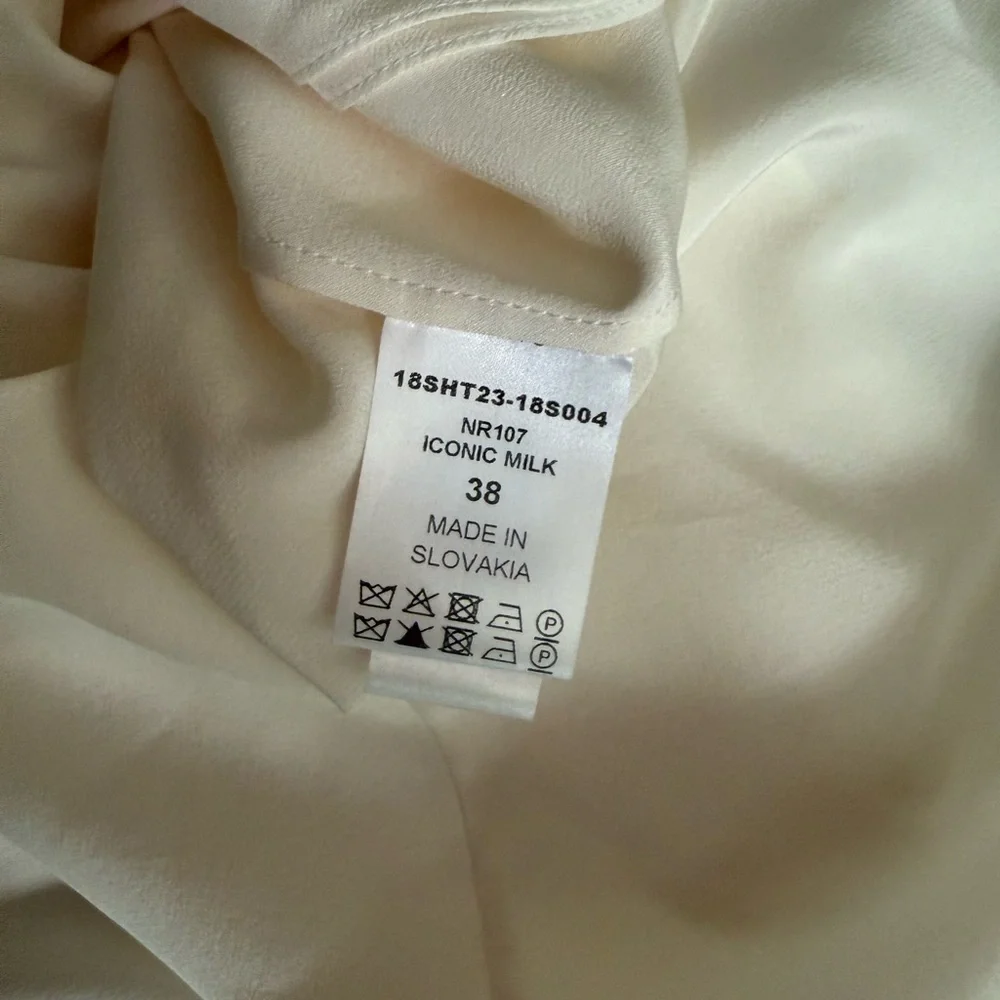 18SHT23-18S004
NR107
ICONIC MILK
38
MADE IN
SLOVAKIA
P
P